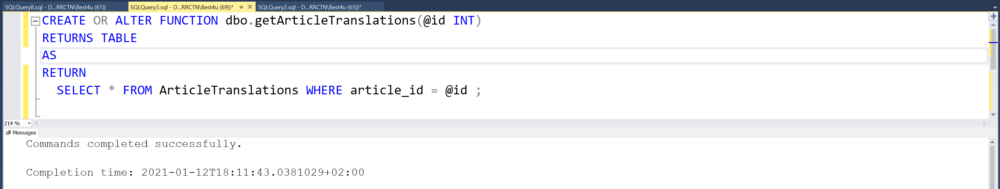 SQLQuery8.sql - D...RRCTN\Best4u (61))
SQLQuery3.sql - D...RRCTN\Best4u (69))*
SQLQuery2.sql - D...RRCTN\Best4u (65))*
CREATE OR ALTER FUNCTION dbo.getArticleTranslations(@id INT)
RETURNS TABLE
AS
RETURN
SELECT * FROM ArticleTranslations WHERE article_id = @id ;
214 %
Messages
Commands completed successfully.
Completion time: 2021-01-12T18:11:43.0381029+02:00